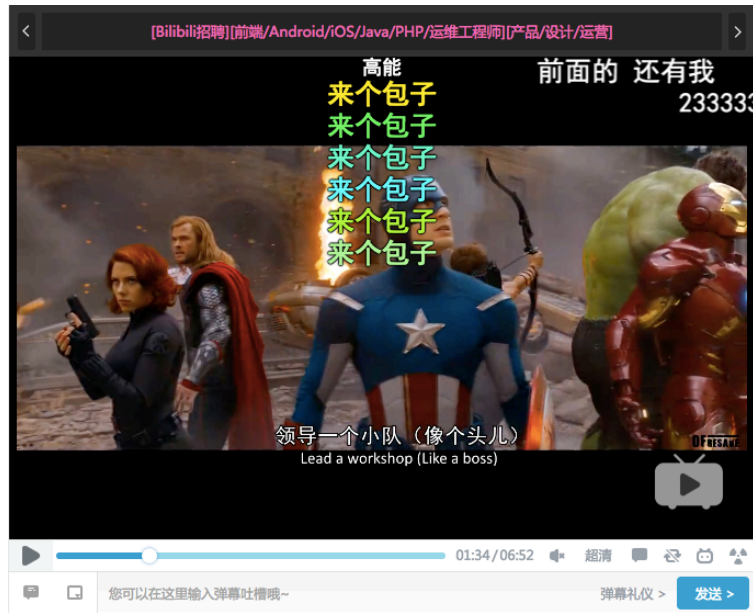 [Bilibili招聘][前端/Android/iOS/Java/PHP/运维工程师][产品/设计/运营]
高能
前面的 还有我
来个包子
233333
来个包子
来个包子
来个包子
来个包子
来个包子
领导一个小队（像个头儿）
Lead a workshop (Like a boss)
01:34/06:52
超清
您可以在这里输入弹幕吐槽哦~
弹幕礼仪 >
发送 >